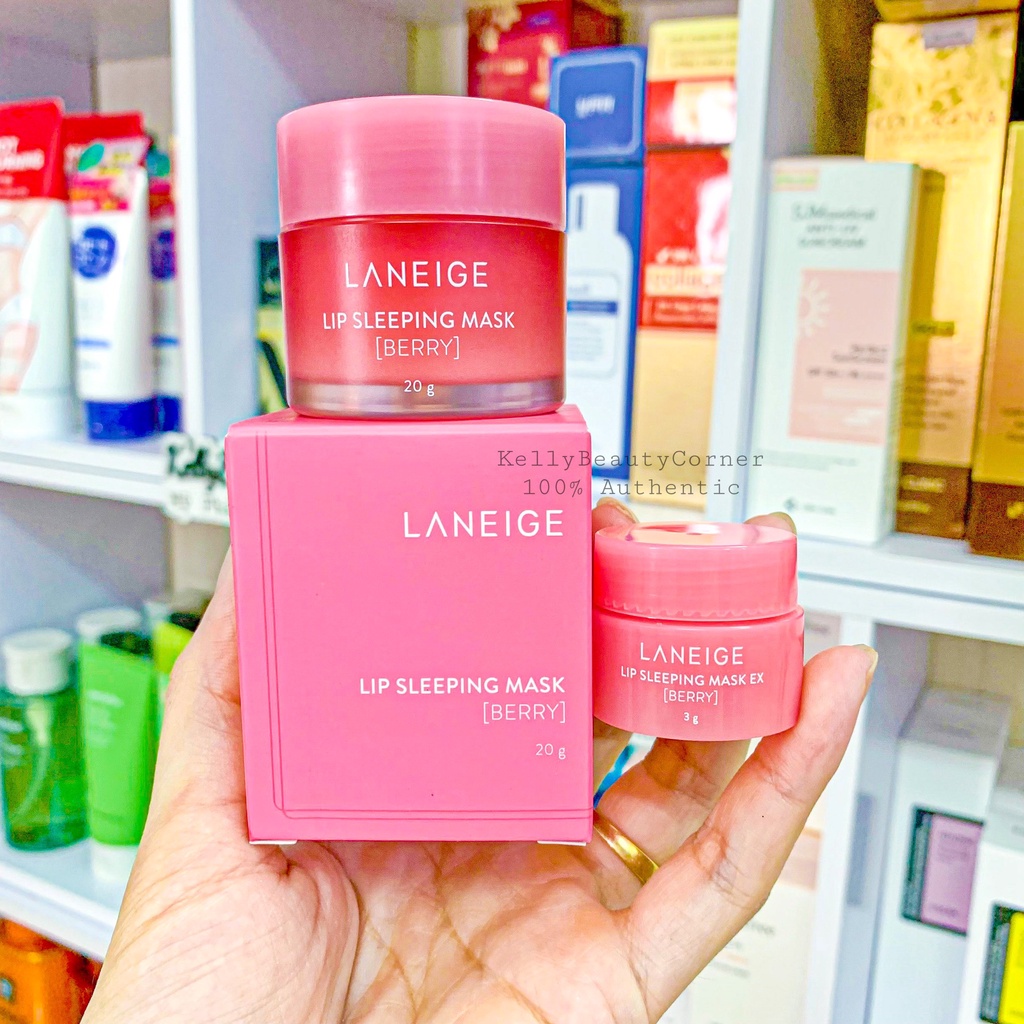 LANEIGE
LIP SLEEPING MASK
[BERRY]
20 g
KellyBeautyCorner
100% Authentic
LANEIGE
LIP SLEEPING MASK
[BERRY]
20 g
LANEIGE
LIP SLEEPING MASK EX
[BERRY]
3 g